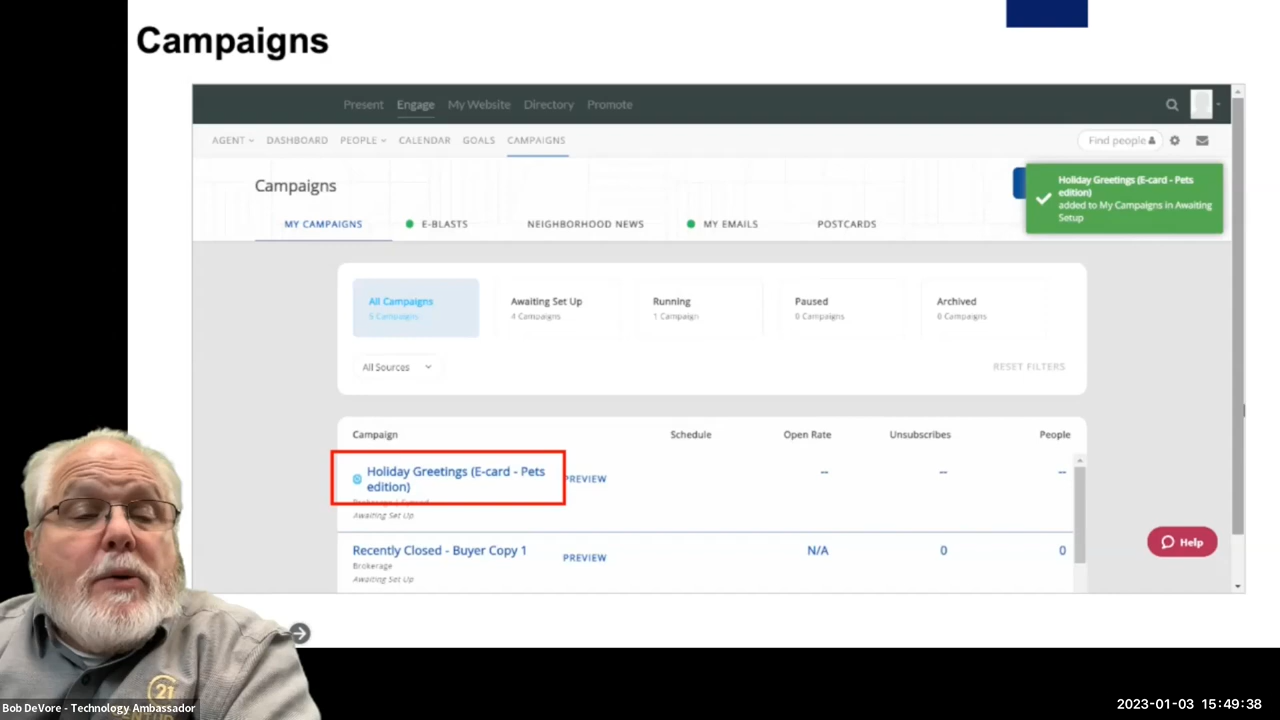 Campaigns
Present Engage My Website Directory Promote
AGENT DASHBOARD PEOPLE CALENDAR GOALS CAMPAIGNS
Find people
Holiday Greetings (E-card - Pets
edition)
added to My Campaigns in Awaiting
Setup
Campaigns
MY CAMPAIGNS E-BLASTS NEIGHBORHOOD NEWS MY EMAILS POSTCARDS
All Campaigns Awaiting Set Up Running Paused Archived
5 Campaigns 4 Campaigns 1 Campaign 0 Campaigns 0 Campaigns
All Sources RESET FILTERS
Campaign Schedule Open Rate Unsubscribes People
Holiday Greetings (E-card - Pets
edition)
PREVIEW -- -- --
Awaiting Set Up
Recently Closed - Buyer Copy 1 PREVIEW N/A 0 0
Brokerage
Awaiting Set Up
Help
21
Bob DeVore - Technology Ambassador
2023-01-03 15:49:38